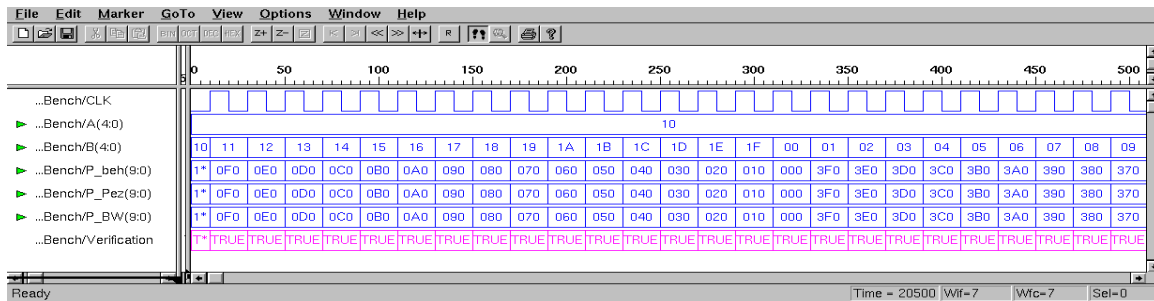 File Edit Marker GoTo View Options Window Help
BIN OCT DEC HEX Z+ Z- R
5 0 50 100 150 200 250 300 350 400 450 500
...Bench/CLK
...Bench/A(4:0) 10
...Bench/B(4:0) 10 11 12 13 14 15 16 17 18 19 1A 1B 1C 1D 1E 1F 00 01 02 03 04 05 06 07 08 09
...Bench/P_beh(9:0) 1* 0F0 0E0 0D0 0C0 0B0 0A0 090 080 070 060 050 040 030 020 010 000 3F0 3E0 3D0 3C0 3B0 3A0 390 380 370
...Bench/P_Pez(9:0) 1* 0F0 0E0 0D0 0C0 0B0 0A0 090 080 070 060 050 040 030 020 010 000 3F0 3E0 3D0 3C0 3B0 3A0 390 380 370
...Bench/P_BW(9:0) 1* 0F0 0E0 0D0 0C0 0B0 0A0 090 080 070 060 050 040 030 020 010 000 3F0 3E0 3D0 3C0 3B0 3A0 390 380 370
...Bench/Verification T* TRUE TRUE TRUE TRUE TRUE TRUE TRUE TRUE TRUE TRUE TRUE TRUE TRUE TRUE TRUE TRUE TRUE TRUE TRUE TRUE TRUE TRUE TRUE TRUE TRUE
Ready Time = 20500 Wif=7 Wfc=7 Sel=0